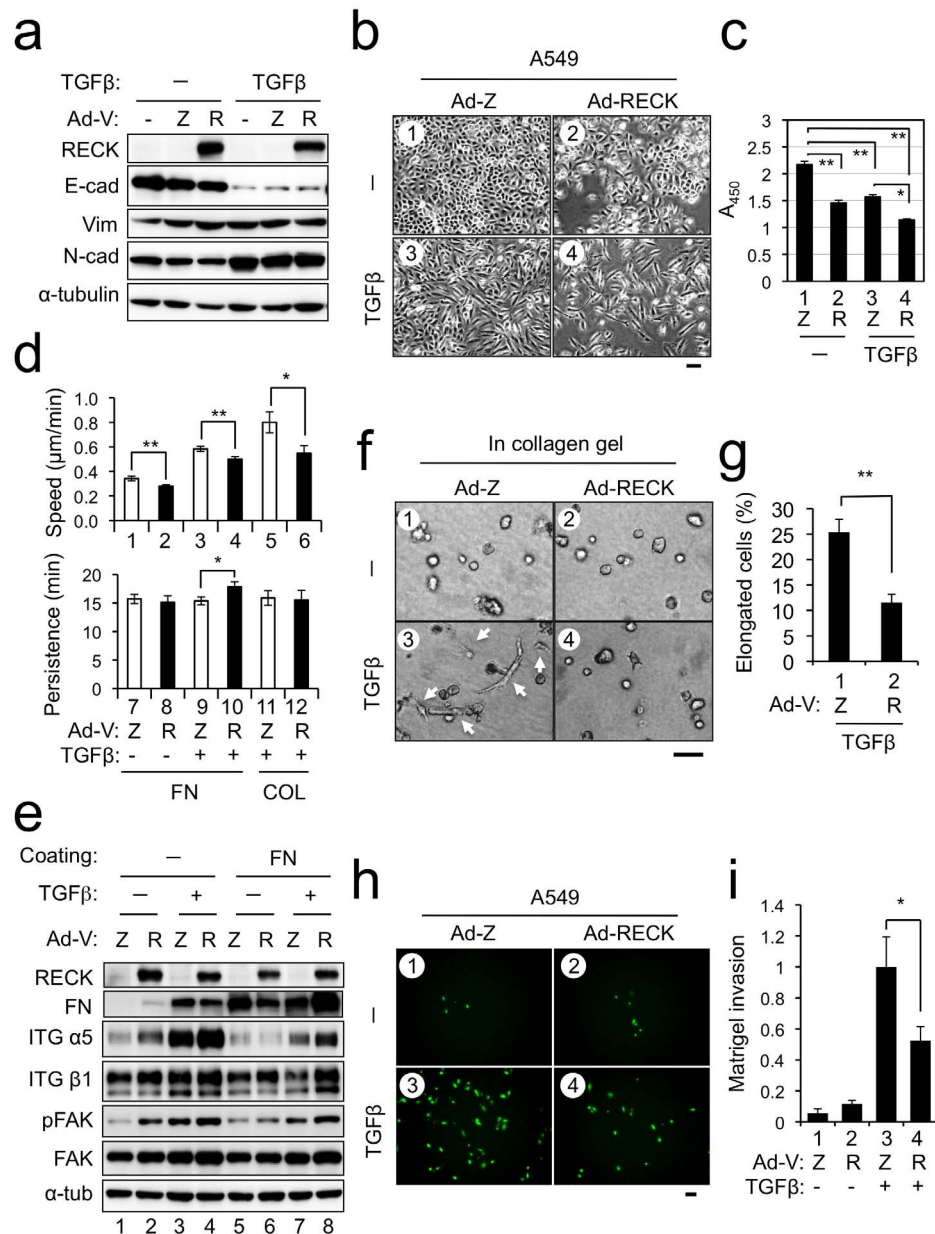 a
TGFβ: – TGFβ
Ad-V: - Z R - Z R
RECK
E-cad
Vim
N-cad
α-tubulin
b
A549
Ad-Z Ad-RECK
–
1 2
TGFβ
3 4
c
A450
3
2.5
2
1.5
1
0.5
0
** ** ** *
1 2 3 4
Z R Z R
– TGFβ
d
Speed (μm/min)
1.0
0.8
0.6
0.4
0.2
0.0
** ** *
1 2 3 4 5 6
Persistence (min)
20
15
10
5
0
*
7 8 9 10 11 12
Ad-V: Z R Z R Z R
TGFβ: - - + + + +
FN COL
e
Coating: – FN
TGFβ: – + – +
Ad-V: Z R Z R Z R Z R
RECK
FN
ITG α5
ITG β1
pFAK
FAK
α-tub
1 2 3 4 5 6 7 8
f
In collagen gel
Ad-Z Ad-RECK
–
1 2
TGFβ
3 4
g
Elongated cells (%)
30
25
20
15
10
5
0
**
1 2
Ad-V: Z R
TGFβ
h
A549
Ad-Z Ad-RECK
–
1 2
TGFβ
3 4
i
Matrigel invasion
1.4
1.2
1
0.8
0.6
0.4
0.2
0
*
1 2 3 4
Ad-V: Z R Z R
TGFβ: - - + +